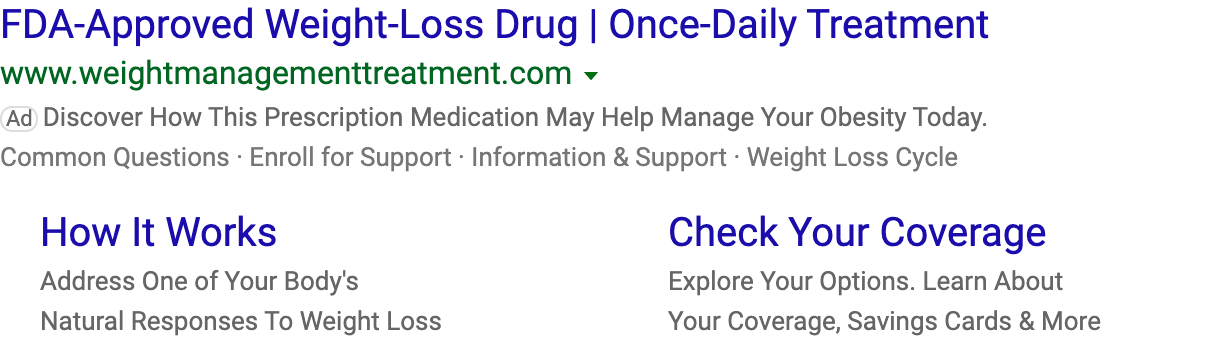 FDA-Approved Weight-Loss Drug | Once-Daily Treatment
www.weightmanagementtreatment.com
Ad Discover How This Prescription Medication May Help Manage Your Obesity Today.
Common Questions · Enroll for Support · Information & Support · Weight Loss Cycle
How It Works
Address One of Your Body's
Natural Responses To Weight Loss
Check Your Coverage
Explore Your Options. Learn About
Your Coverage, Savings Cards & More